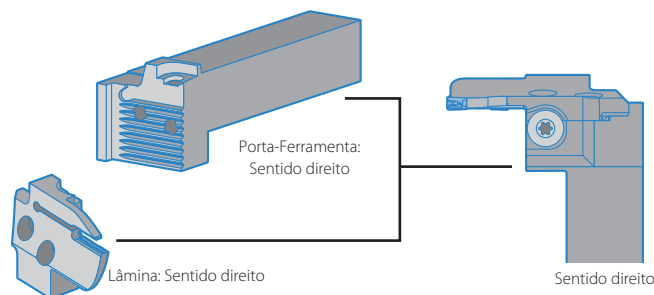 Porta-Ferramenta:
Sentido direito
Lâmina: Sentido direito
Sentido direito